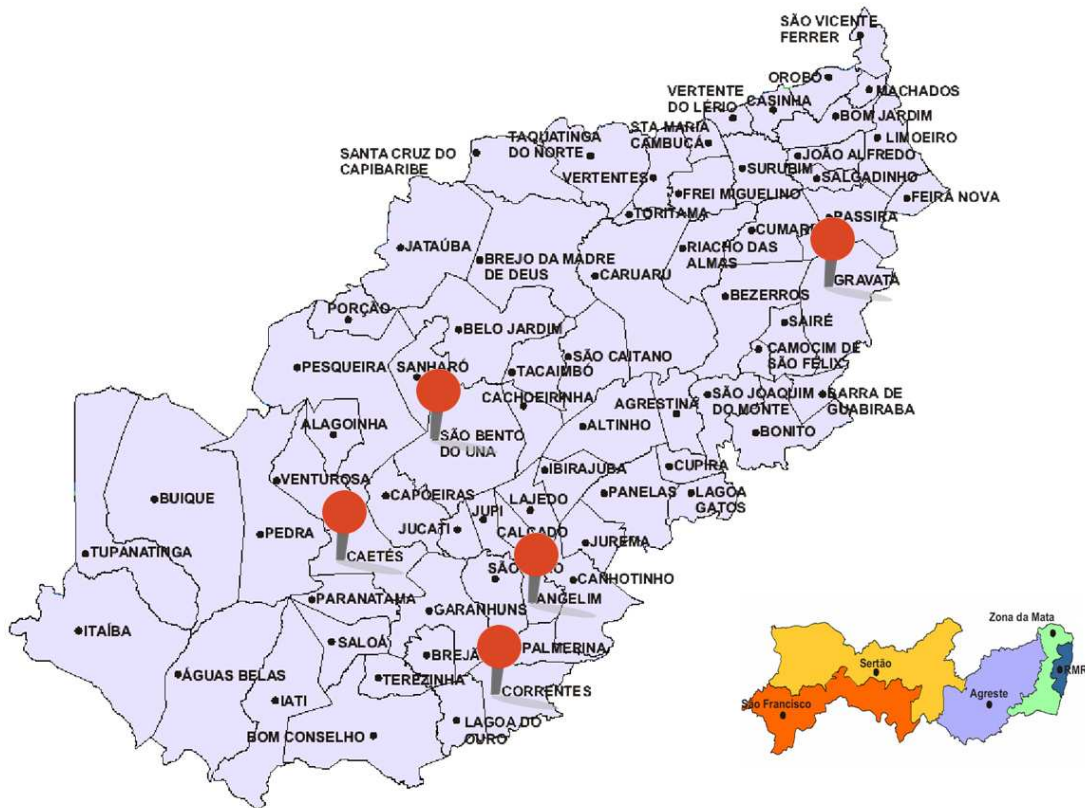 SÃO VICENTE
FERRER
OROBÓ
MACHADOS
VERTENTE
DO LÉRIO
CASINHA
BOM JARDIM
STA MARIA
CAMBUCÁ
LIMOEIRO
TAQUATINGA
DO NORTE
SANTA CRUZ DO
CAPIBARIBE
JOÃO ALFREDO
SURUBIM
VERTENTES
SALGADINHO
FREI MIGUELINO
FEIRA NOVA
TORITAMA
PASSIRA
CUMARU
JATAÚBA
RIACHO DAS
ALMAS
BREJO DA MADRE
DE DEUS
CARUARU
GRAVATÁ
BEZERROS
PORÇÃO
SAIRÉ
BELO JARDIM
CAMOCIM DE
SÃO FÉLIX
SÃO CAITANO
PESQUEIRA
SANHARÓ
TACAIMBÓ
CACHOEIRINHA
SÃO JOAQUIM
DO MONTE
BARRA DE
GUABIRABA
AGRESTINA
ALAGOINHA
ALTINHO
BONITO
SÃO BENTO
DO UNA
IBIRAJUBA
CUPIRA
VENTUROSA
BUIQUE
CAPOEIRAS
LAJEDO
PANELAS
LAGOA
GATOS
JUPI
JUCATI
CALÇADO
PEDRA
JUREMA
TUPANATINGA
CAETÉS
SÃO
CANHOTINHO
PARANATAMA
ANGELIM
GARANHUNS
ITAÍBA
SALOÁ
PALMERINA
BREJÃ
ÁGUAS BELAS
TEREZINHA
IATI
CORRENTES
LAGOA DO
OURO
BOM CONSELHO
Zona da Mata
Sertão
RMR
Agreste
São Francisco